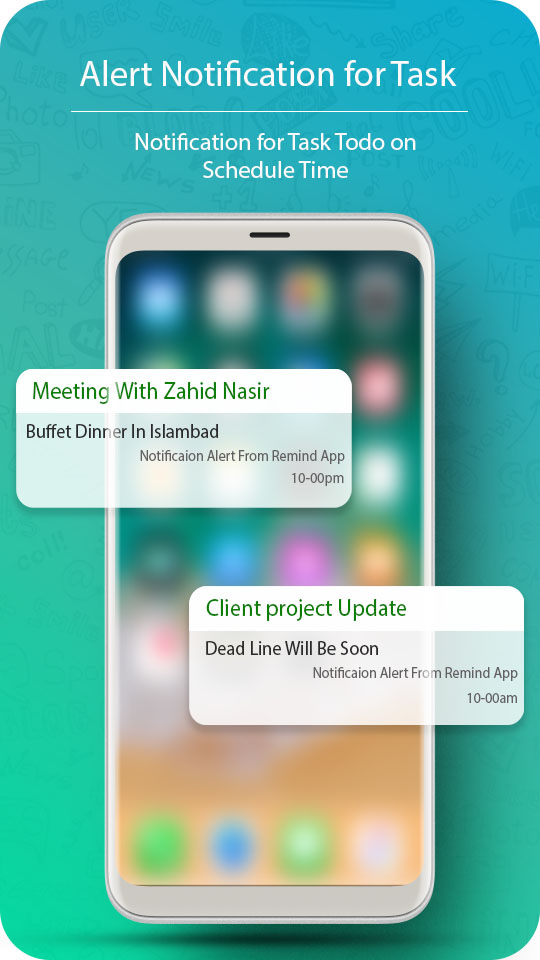 Alert Notification for Task
Notification for Task Todo on
Schedule Time
Meeting With Zahid Nasir
Buffet Dinner In Islambad
Notificaion Alert From Remind App
10-00pm
Client project Update
Dead Line Will Be Soon
Notificaion Alert From Remind App
10-00am